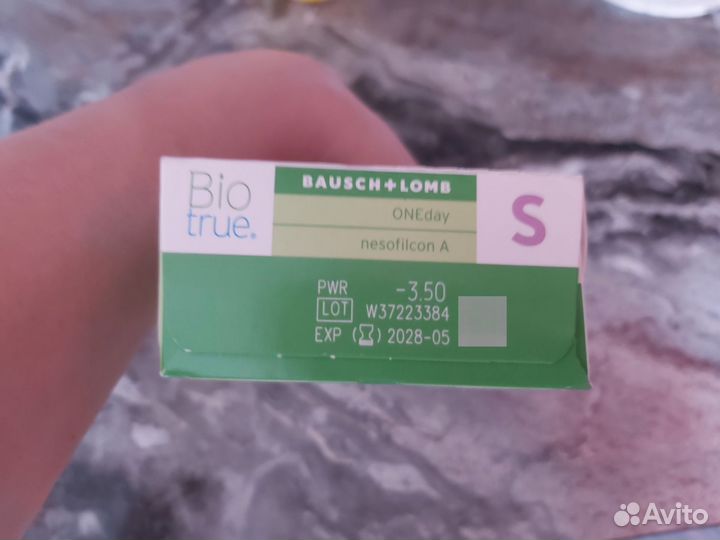 Bio
true®
BAUSCH+LOMB
ONEday
nesofilcon A
S
PWR -3.50
LOT W37223384
EXP 2028-05
Avito